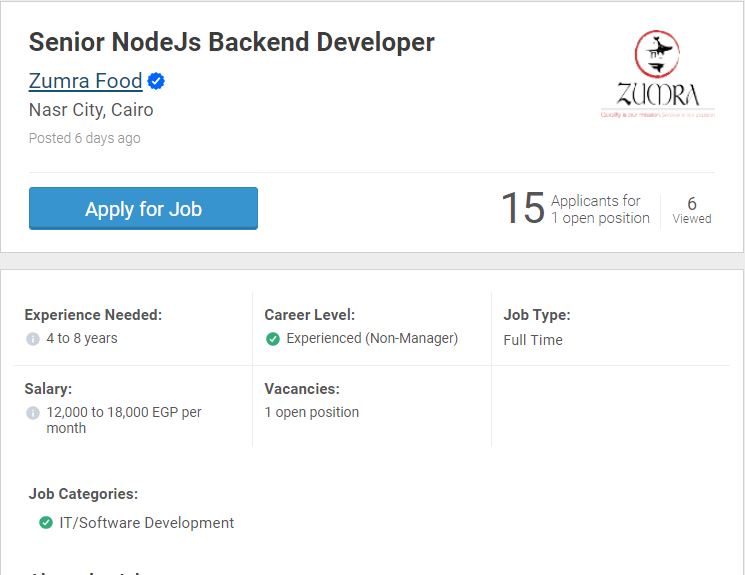 Senior NodeJs Backend Developer
Zumra Food
Nasr City, Cairo
Posted 6 days ago
ZUMRA
Quality is our mission Service is our purpose
Apply for Job
15
Applicants for
1 open position
6
Viewed
Experience Needed:
4 to 8 years
Career Level:
Experienced (Non-Manager)
Job Type:
Full Time
Salary:
12,000 to 18,000 EGP per
month
Vacancies:
1 open position
Job Categories:
IT/Software Development